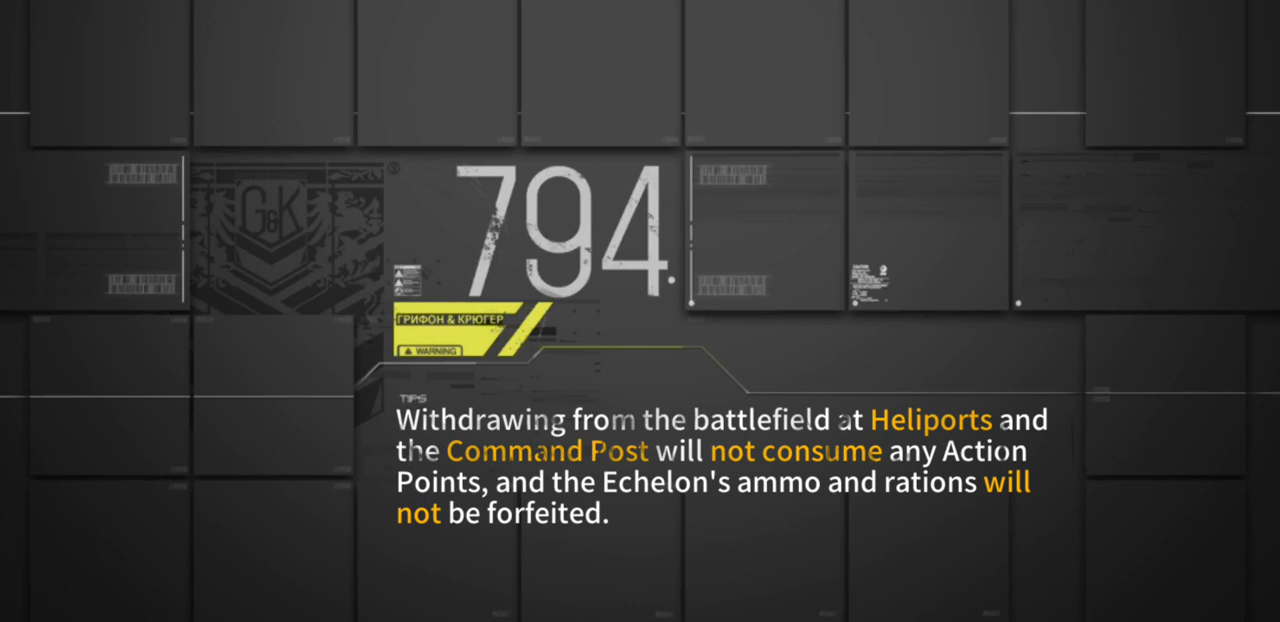 G&K
794.
ГРИФОН & КРЮГЕР
WARNING
TIPS
Withdrawing from the battlefield at Heliports and
the Command Post will not consume any Action
Points, and the Echelon's ammo and rations will
not be forfeited.